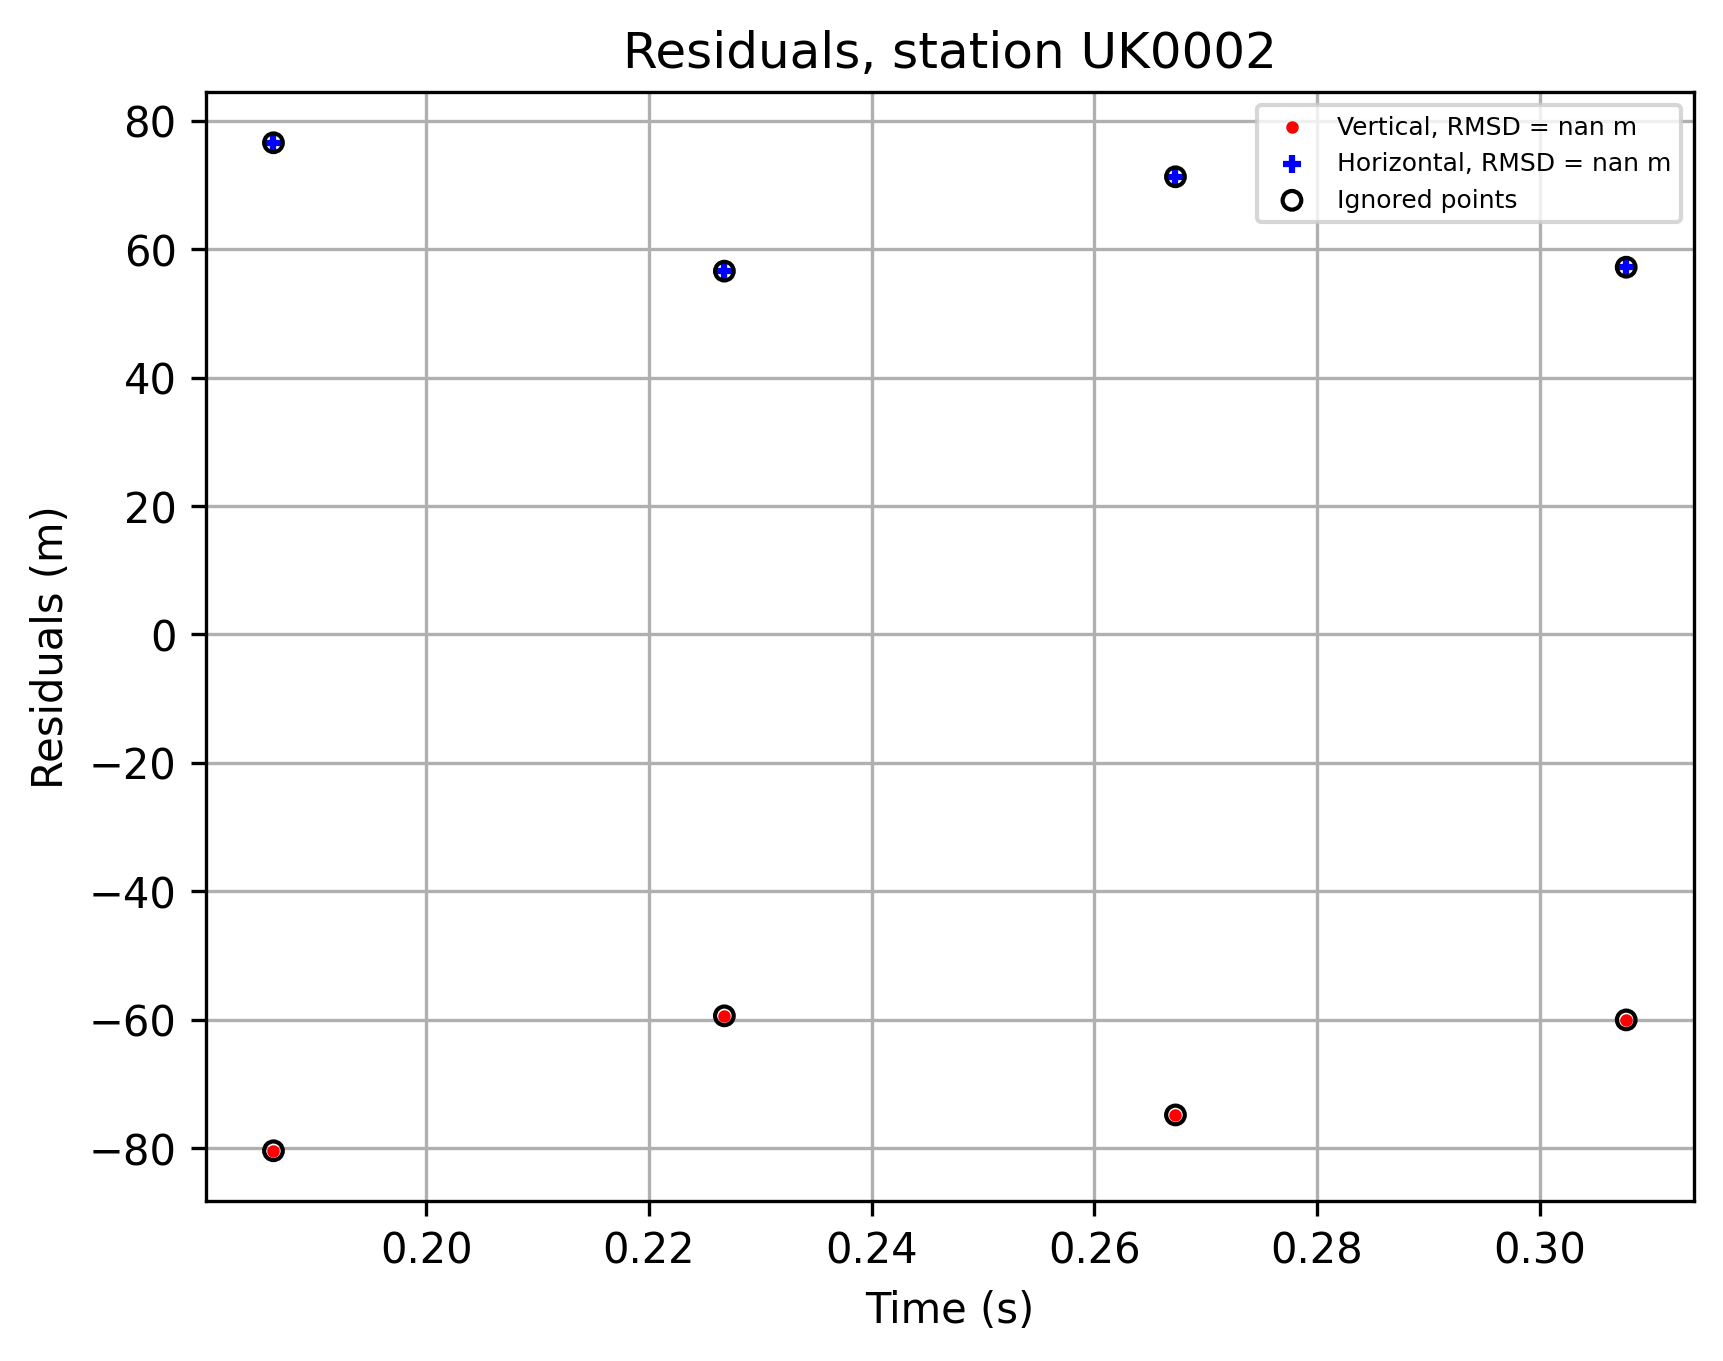 Residuals, station UK0002
Vertical, RMSD = nan m
Horizontal, RMSD = nan m
Ignored points
80
60
40
20
0
−20
−40
−60
−80
Residuals (m)
0.20 0.22 0.24 0.26 0.28 0.30
Time (s)